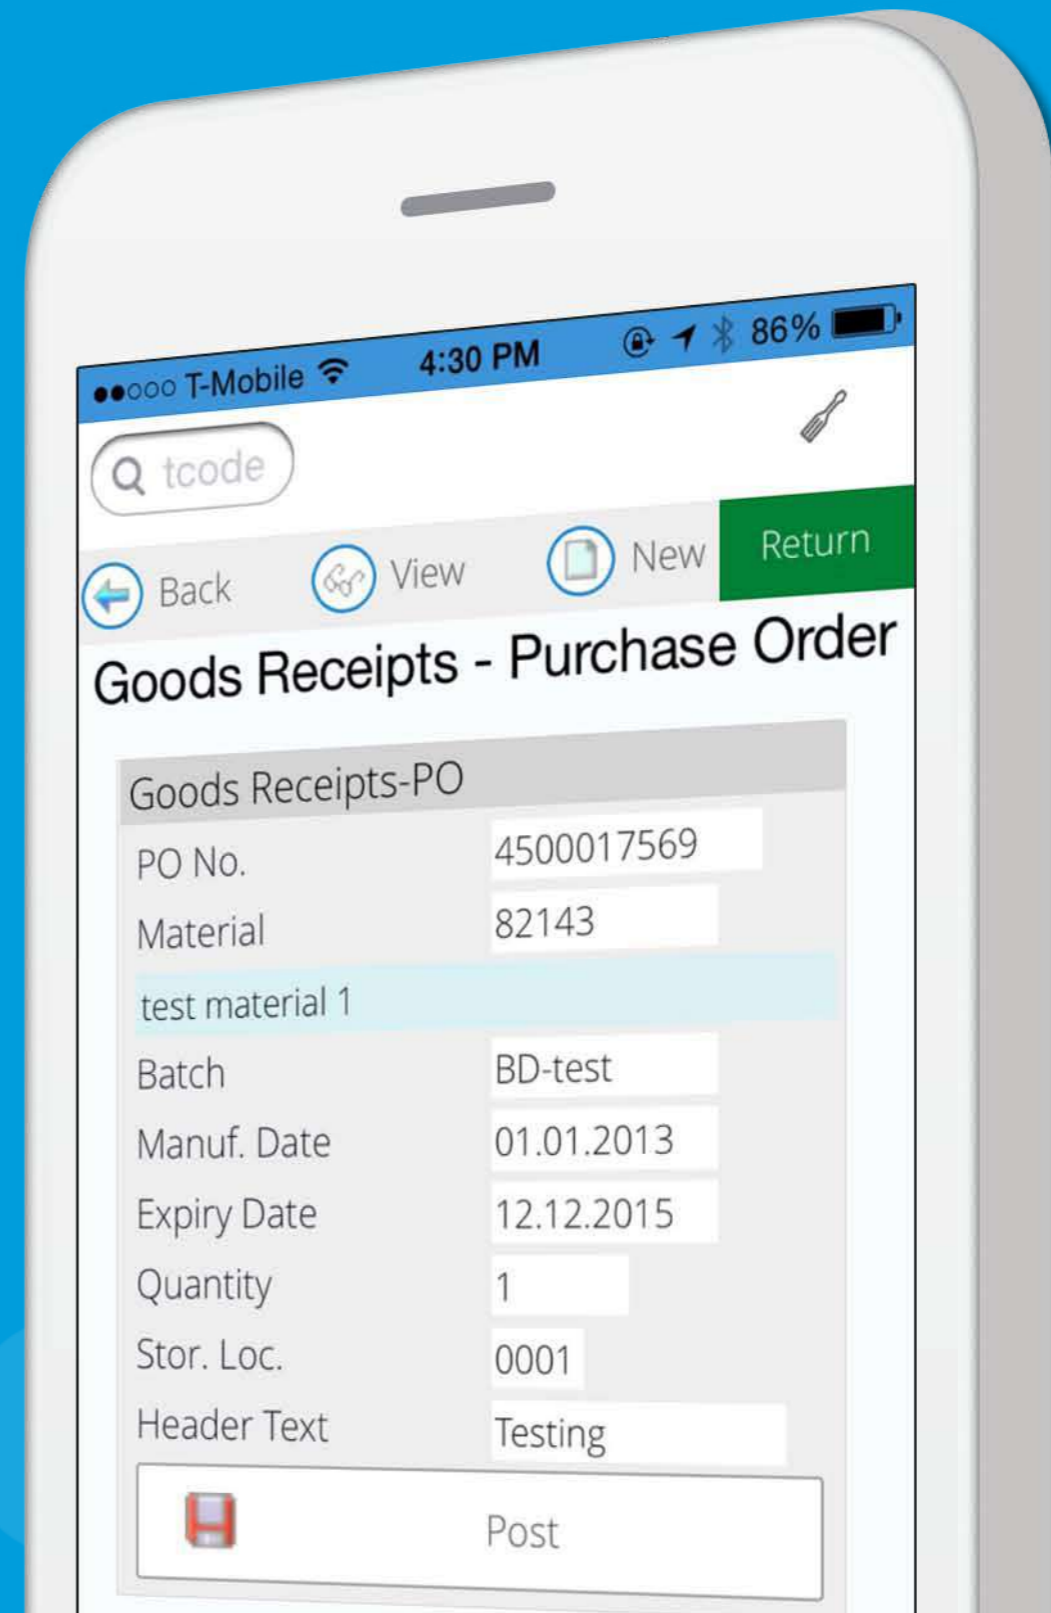 T-Mobile 4:30 PM 86%
tcode
Back View New Return
Goods Receipts - Purchase Order
Goods Receipts-PO
PO No. 4500017569
Material 82143
test material 1
Batch BD-test
Manuf. Date 01.01.2013
Expiry Date 12.12.2015
Quantity 1
Stor. Loc. 0001
Header Text Testing
Post